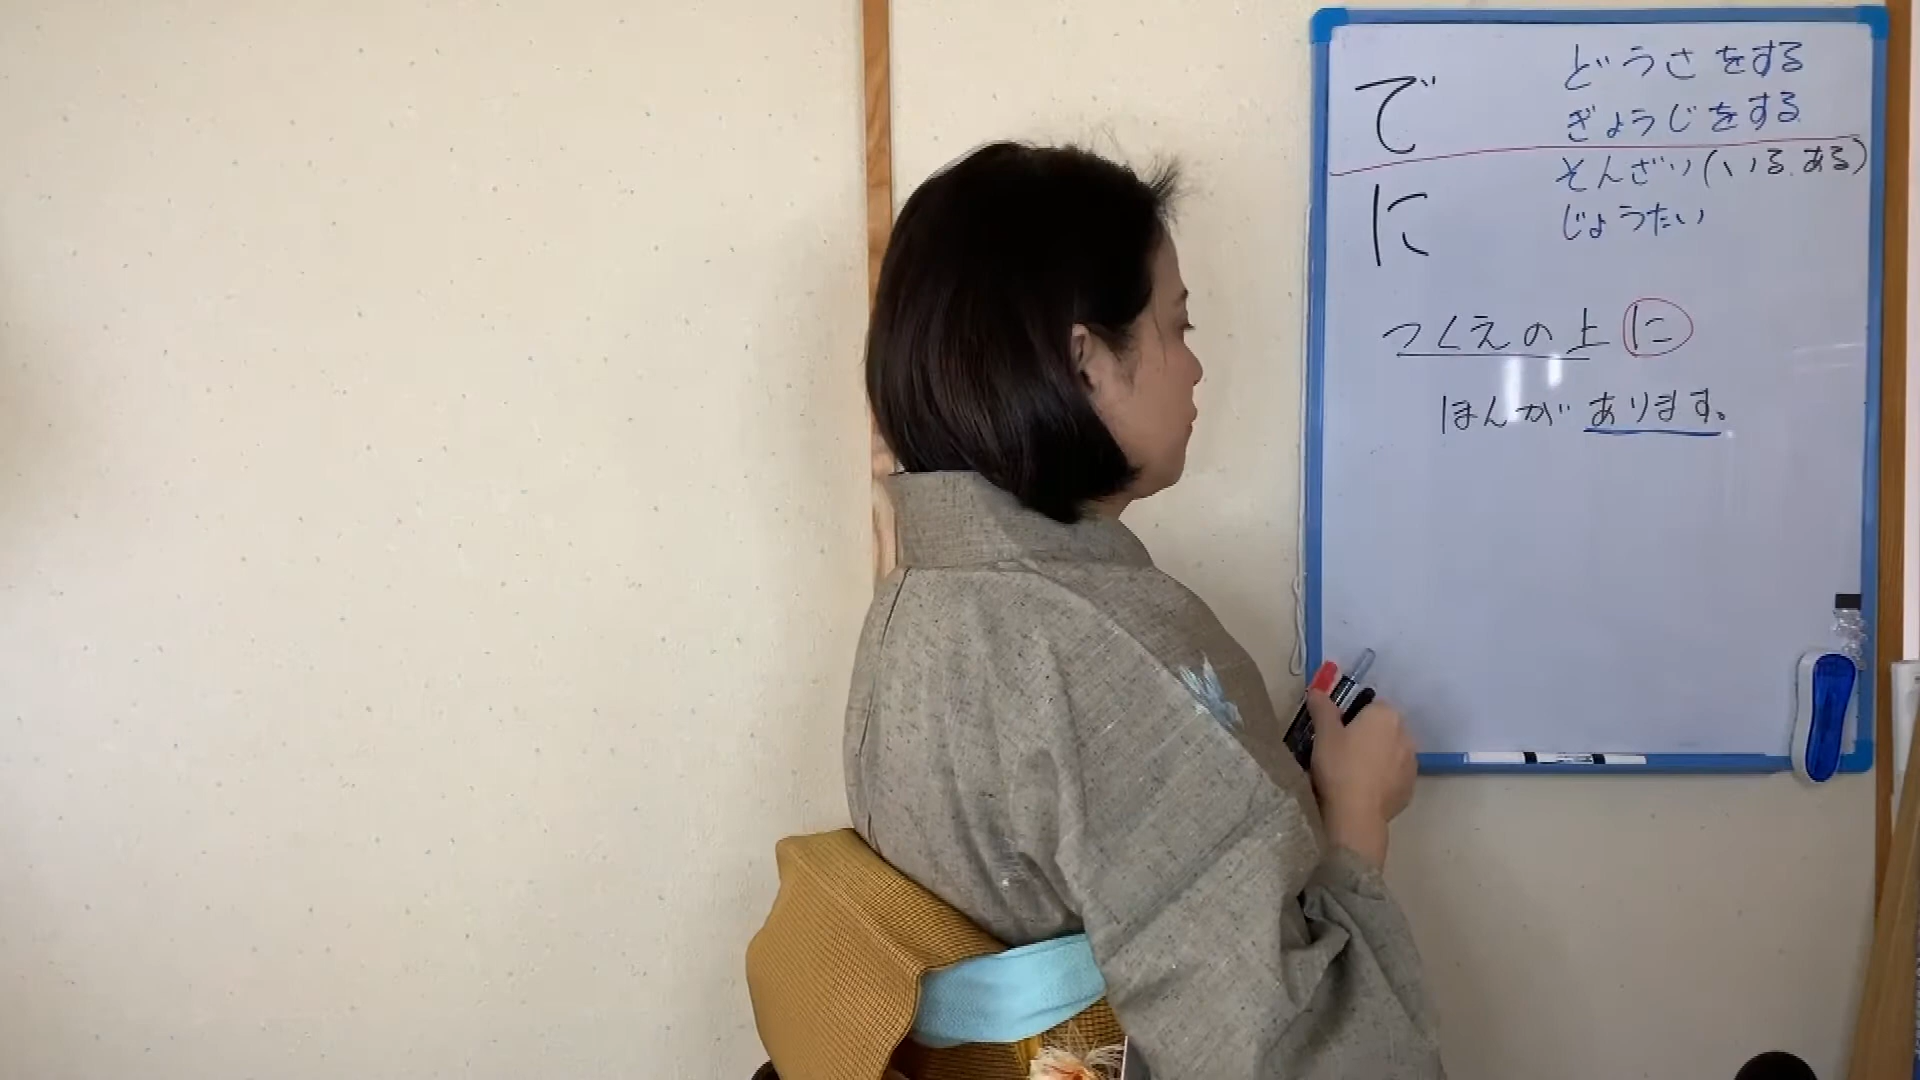 で
どうさをする
ぎょうじをする
に
そんざい(いる.ある)
じょうたい
つくえの上に
ほんがあります。